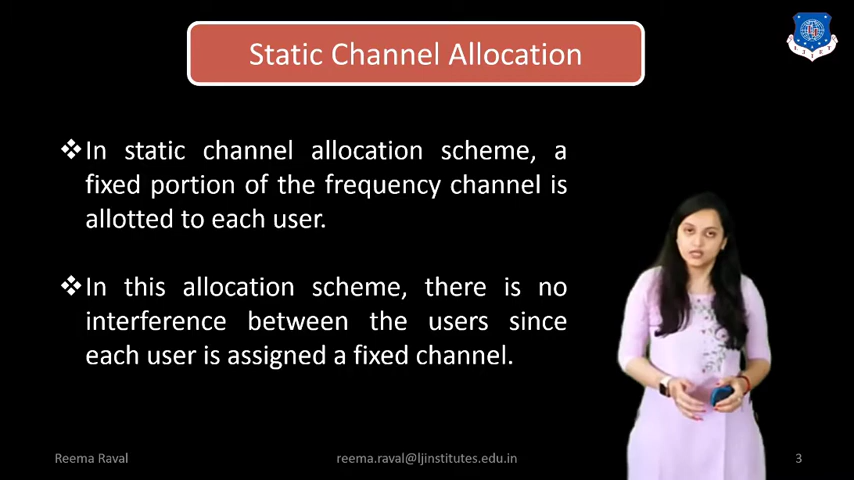 Static Channel Allocation
❖In static channel allocation scheme, a
fixed portion of the frequency channel is
allotted to each user.
❖In this allocation scheme, there is no
interference between the users since
each user is assigned a fixed channel.
Reema Raval
reema.raval@ljinstitutes.edu.in
3